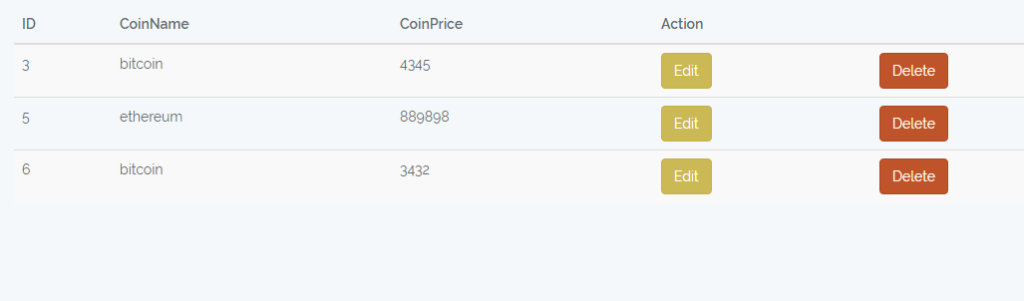 ID CoinName CoinPrice Action
3 bitcoin 4345 Edit Delete
5 ethereum 889898 Edit Delete
6 bitcoin 3432 Edit Delete